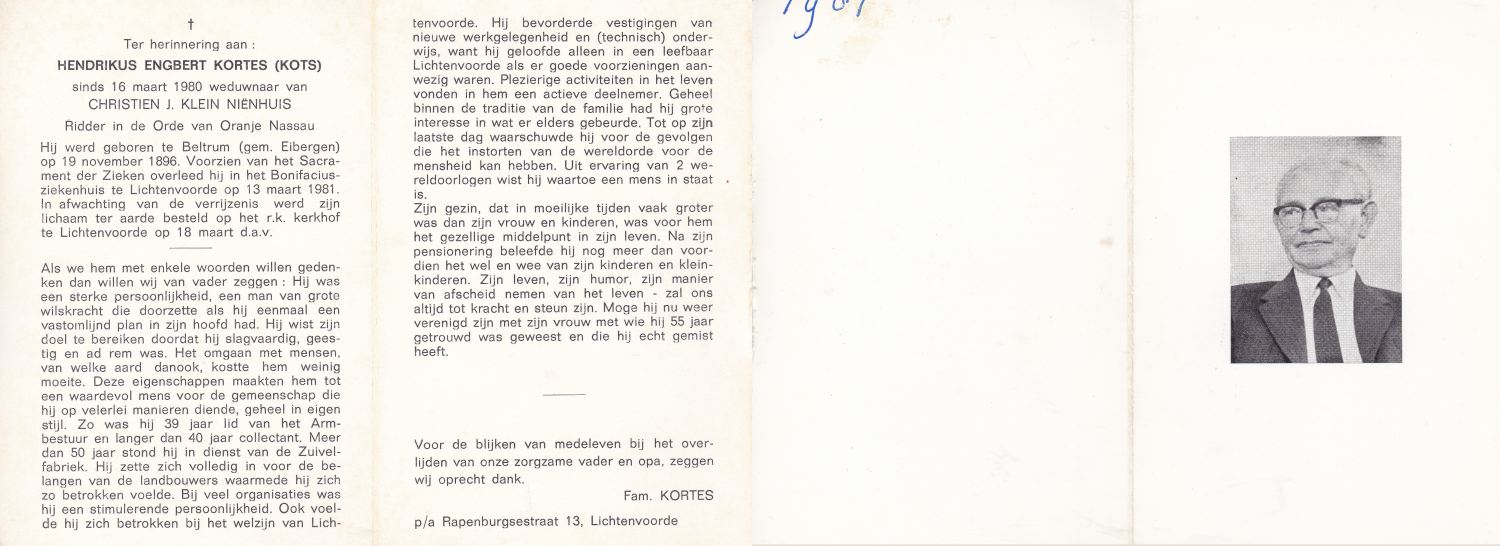 †
Ter herinnering aan :
HENDRIKUS ENGBERT KORTES (KOTS)
sinds 16 maart 1980 weduwnaar van
CHRISTIEN J. KLEIN NIËNHUIS
Ridder in de Orde van Oranje Nassau
Hij werd geboren te Beltrum (gem. Eibergen)
op 19 november 1896. Voorzien van het Sacra-
ment der Zieken overleed hij in het Bonifacius-
ziekenhuis te Lichtenvoorde op 13 maart 1981.
In afwachting van de verrijzenis werd zijn
lichaam ter aarde besteld op het r.k. kerkhof
te Lichtenvoorde op 18 maart d.a.v.
Als we hem met enkele woorden willen geden-
ken dan willen wij van vader zeggen : Hij was
een sterke persoonlijkheid, een man van grote
wilskracht die doorzette als hij eenmaal een
vastomlijnd plan in zijn hoofd had. Hij wist zijn
doel te bereiken doordat hij slagvaardig, gees-
tig en ad rem was. Het omgaan met mensen,
van welke aard danook, kostte hem weinig
moeite. Deze eigenschappen maakten hem tot
een waardevol mens voor de gemeenschap die
hij op velerlei manieren diende, geheel in eigen
stijl. Zo was hij 39 jaar lid van het Arm-
bestuur en langer dan 40 jaar collectant. Meer
dan 50 jaar stond hij in dienst van de Zuivel-
fabriek. Hij zette zich volledig in voor de be-
langen van de landbouwers waarmede hij zich
zo betrokken voelde. Bij veel organisaties was
hij een stimulerende persoonlijkheid. Ook voel-
de hij zich betrokken bij het welzijn van Lich-
tenvoorde. Hij bevorderde vestigingen van
nieuwe werkgelegenheid en (technisch) onder-
wijs, want hij geloofde alleen in een leefbaar
Lichtenvoorde als er goede voorzieningen aan-
wezig waren. Plezierige activiteiten in het leven
vonden in hem een actieve deelnemer. Geheel
binnen de traditie van de familie had hij grote
interesse in wat er elders gebeurde. Tot op zijn
laatste dag waarschuwde hij voor de gevolgen
die het instorten van de wereldorde voor de
mensheid kan hebben. Uit ervaring van 2 we-
reldoorlogen wist hij waartoe een mens in staat
is.
Zijn gezin, dat in moeilijke tijden vaak groter
was dan zijn vrouw en kinderen, was voor hem
het gezellige middelpunt in zijn leven. Na zijn
pensionering beleefde hij nog meer dan voor-
dien het wel en wee van zijn kinderen en klein-
kinderen. Zijn leven, zijn humor, zijn manier
van afscheid nemen van het leven - zal ons
altijd tot kracht en steun zijn. Moge hij nu weer
verenigd zijn met zijn vrouw met wie hij 55 jaar
getrouwd was geweest en die hij echt gemist
heeft.
Voor de blijken van medeleven bij het over-
lijden van onze zorgzame vader en opa, zeggen
wij oprecht dank.
Fam. KORTES
p/a Rapenburgsestraat 13, Lichtenvoorde